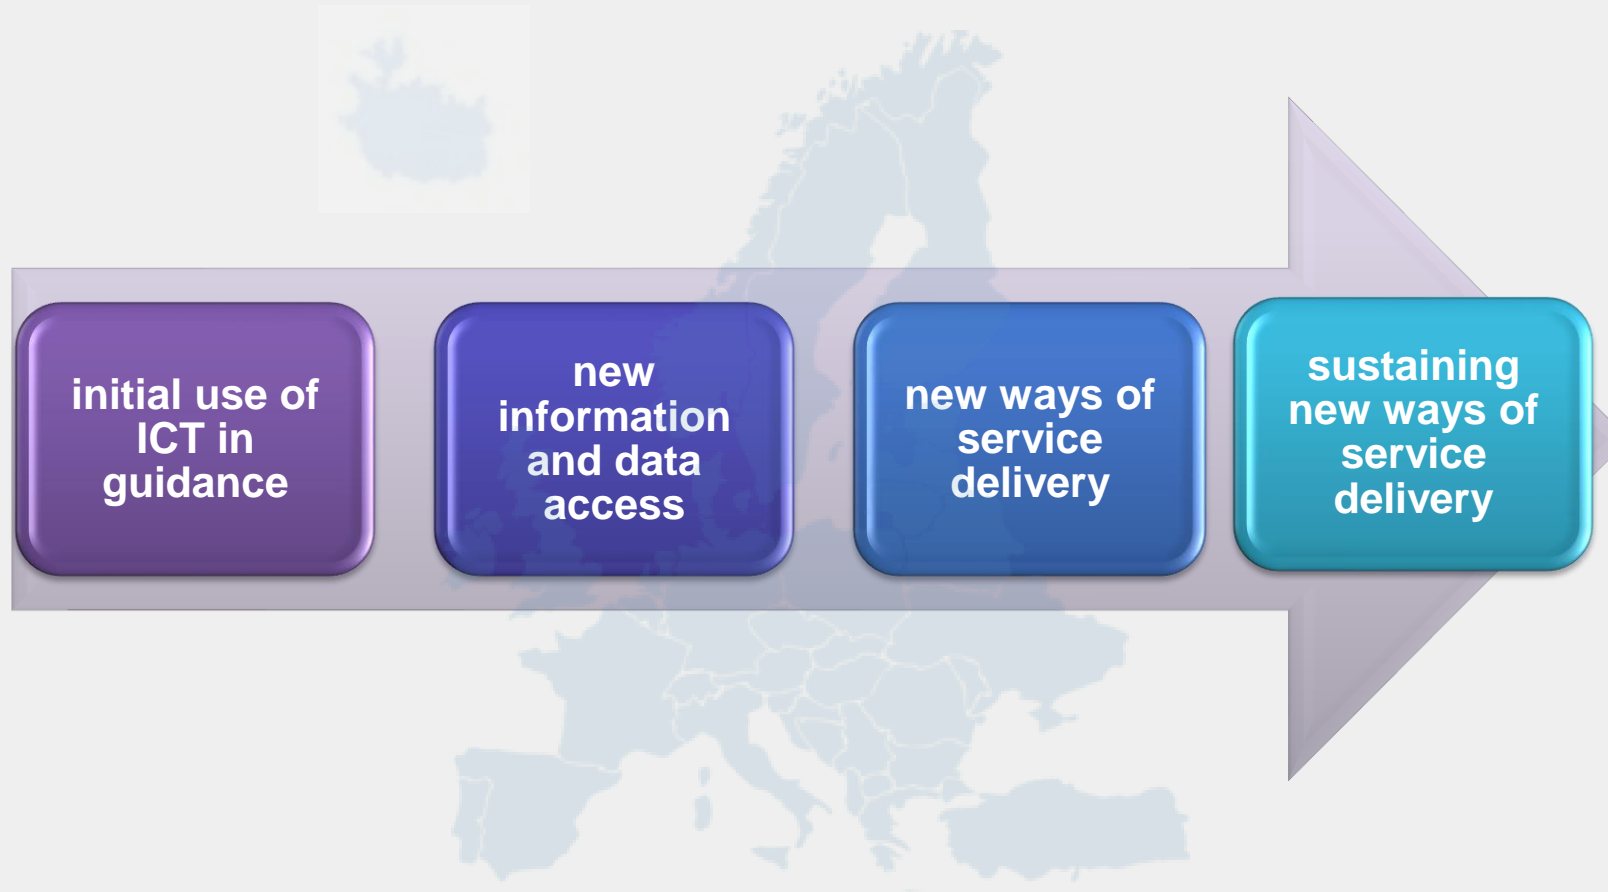 initial use of
ICT in
guidance
new
information
and data
access
new ways of
service
delivery
sustaining
new ways of
service
delivery